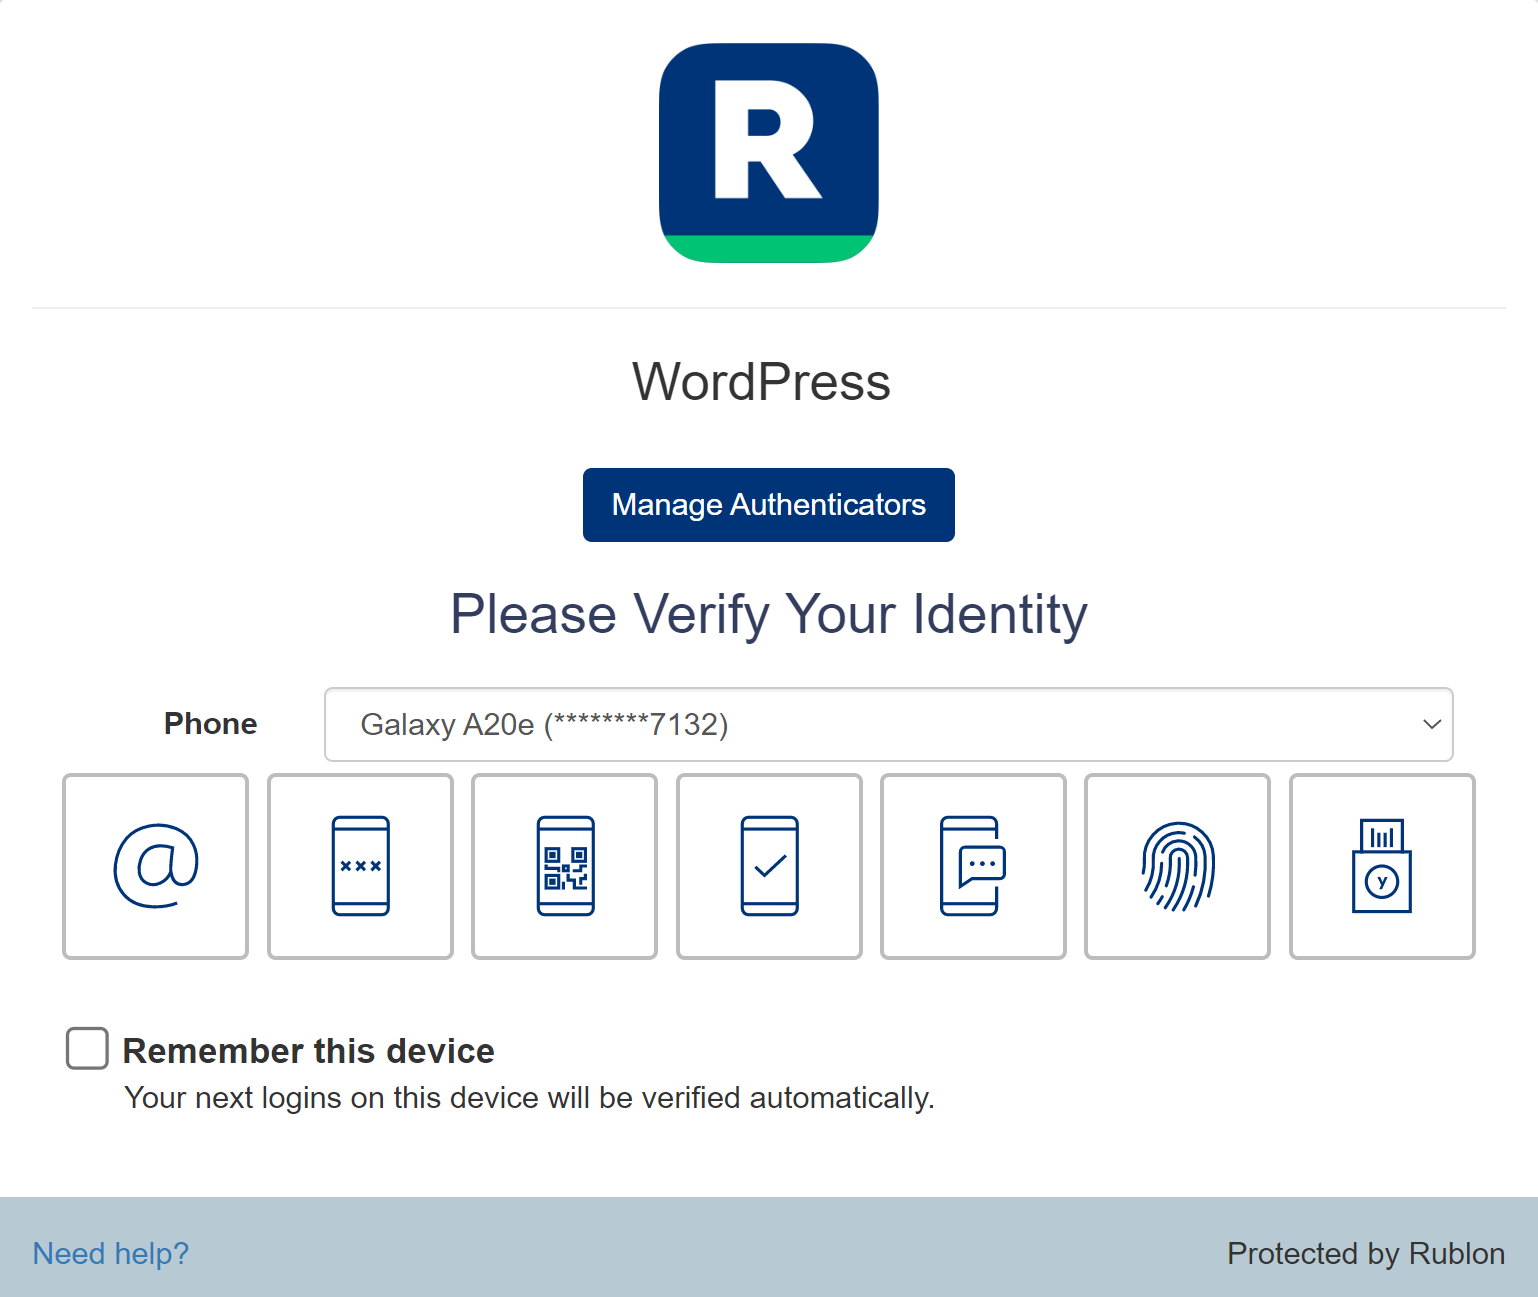 R
WordPress
Manage Authenticators
Please Verify Your Identity
Phone
Galaxy A20e (********7132)
@
y
Remember this device
Your next logins on this device will be verified automatically.
Need help?
Protected by Rublon